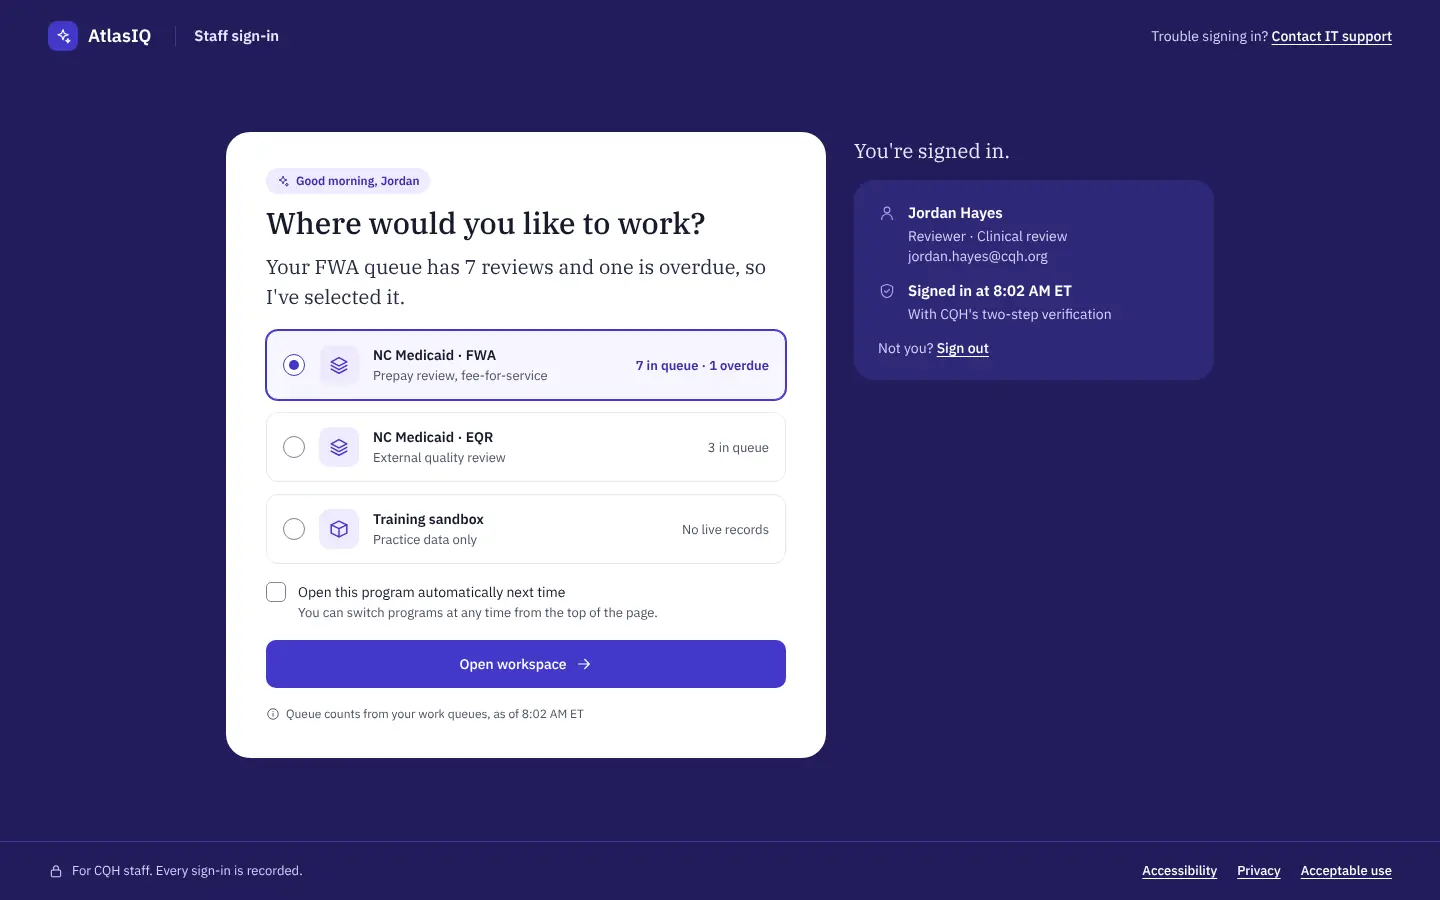 AtlasIQ
Staff sign-in
Trouble signing in? Contact IT support
Good morning, Jordan
Where would you like to work?
Your FWA queue has 7 reviews and one is overdue, so
I've selected it.
NC Medicaid · FWA
Prepay review, fee-for-service
7 in queue · 1 overdue
NC Medicaid · EQR
External quality review
3 in queue
Training sandbox
Practice data only
No live records
Open this program automatically next time
You can switch programs at any time from the top of the page.
Open workspace
Queue counts from your work queues, as of 8:02 AM ET
You're signed in.
Jordan Hayes
Reviewer · Clinical review
jordan.hayes@cqh.org
Signed in at 8:02 AM ET
With CQH's two-step verification
Not you? Sign out
For CQH staff. Every sign-in is recorded.
Accessibility
Privacy
Acceptable use